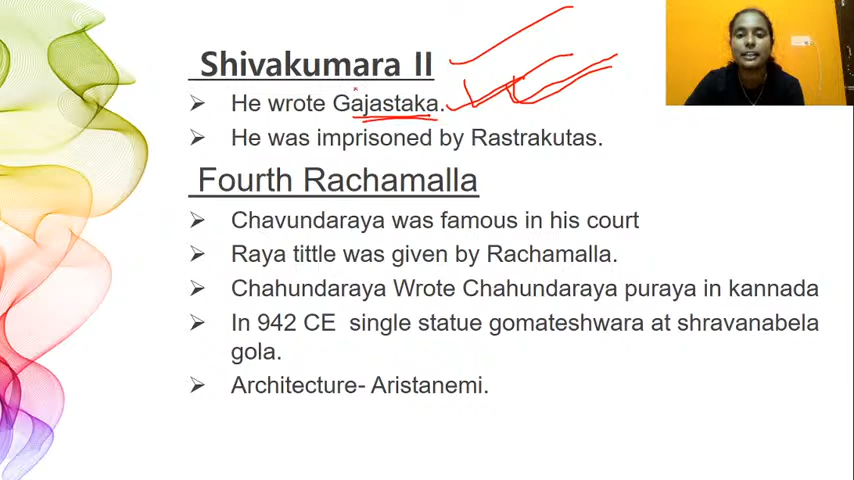 Shivakumara II
He wrote Gajastaka.
He was imprisoned by Rastrakutas.
Fourth Rachamalla
Chavundaraya was famous in his court
Raya tittle was given by Rachamalla.
Chahundaraya Wrote Chahundaraya puraya in kannada
In 942 CE single statue gomateshwara at shravanabela
gola.
Architecture- Aristanemi.